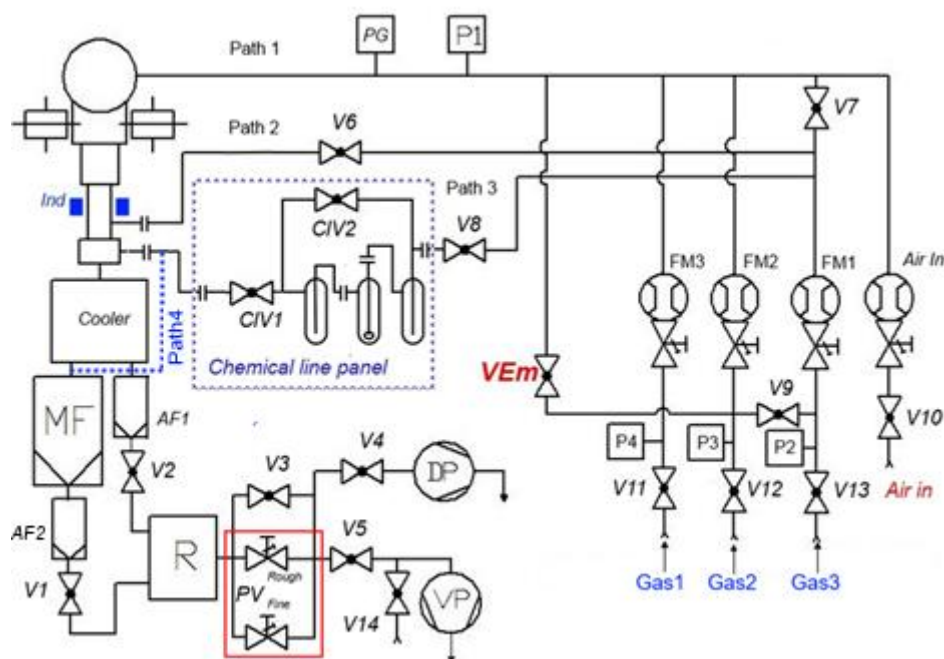 PG
P1
Path 1
V7
V6
Path 2
Ind
Path 3
CIV2
V8
FM3
FM2
FM1
Air In
Cooler
CIV1
Path4
Chemical line panel
VEm
V9
MF
AF1
P4
P3
P2
V10
V2
V3
V4
DP
V11
V12
V13
Air in
AF2
R
V5
Rough
V1
PV
Fine
V14
VP
Gas1
Gas2
Gas3